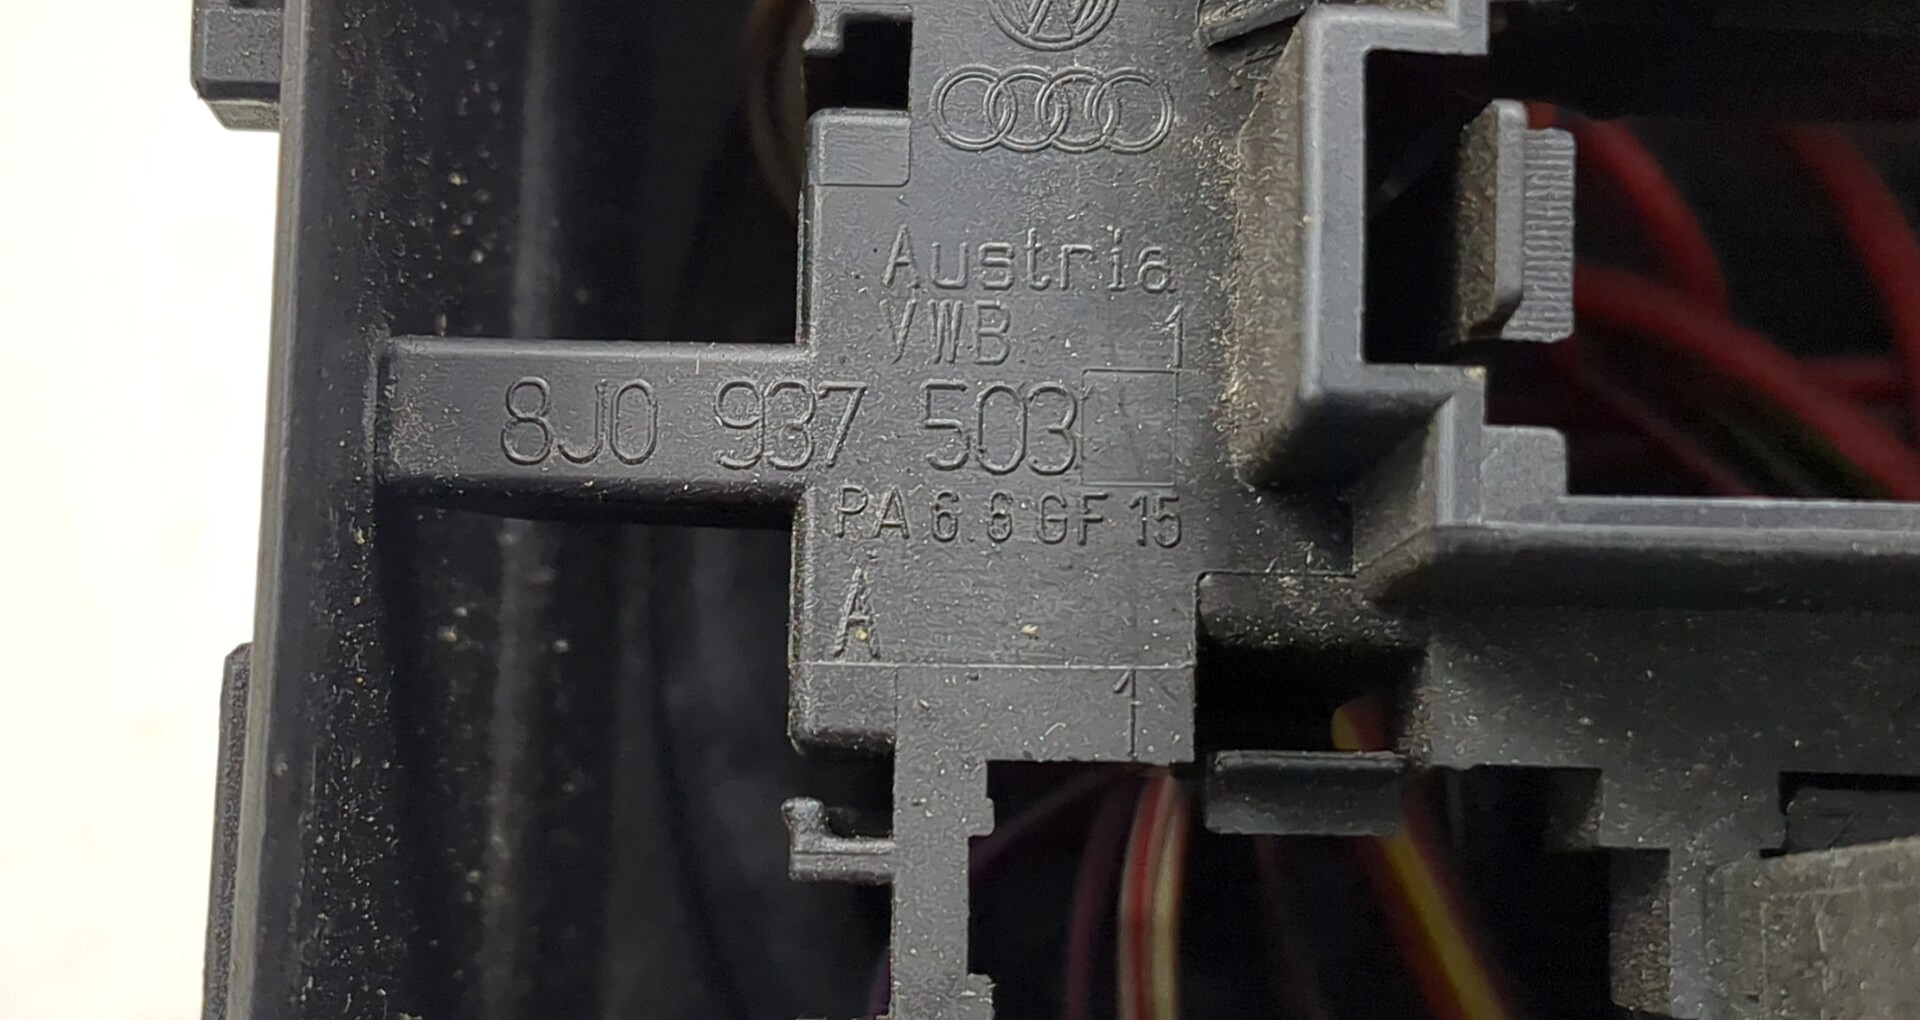 Austria
VWB 1
8J0 937 503
PA 6.6 GF 15
A
1